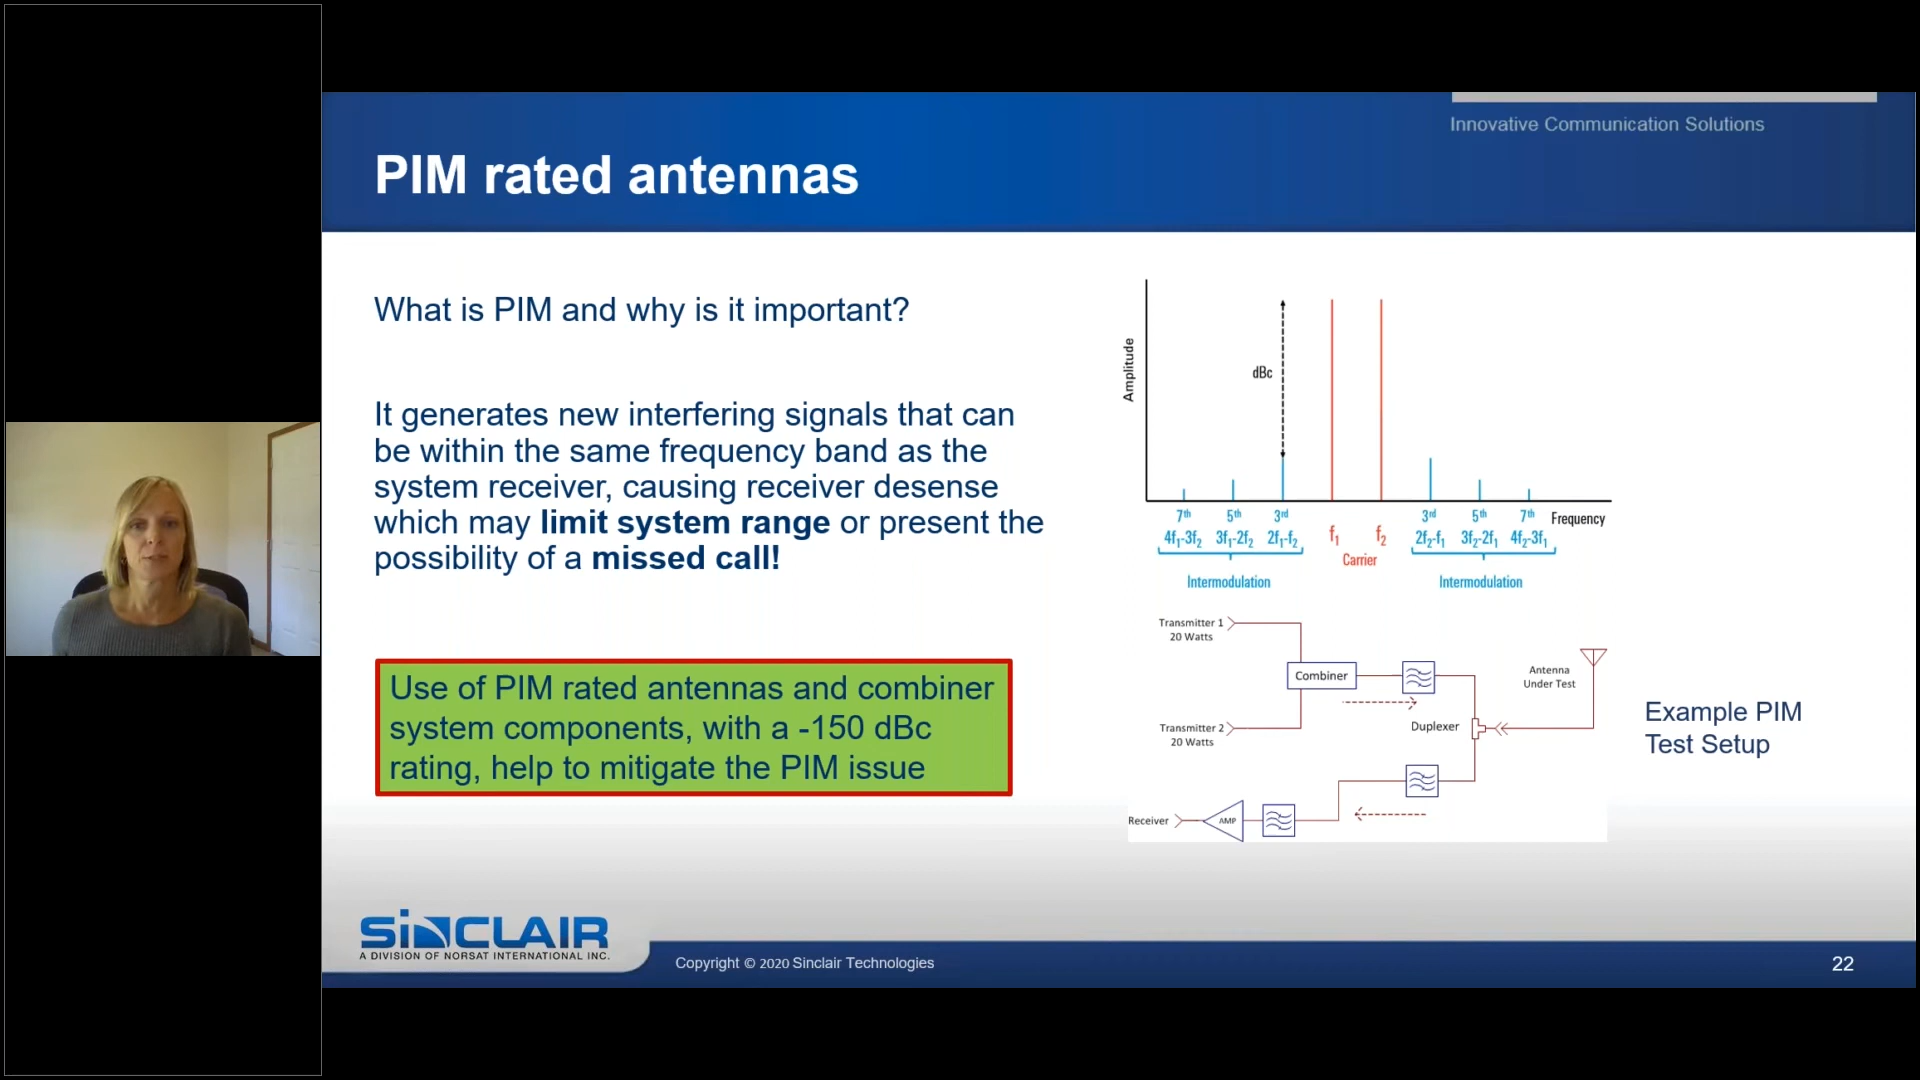 Innovative Communication Solutions
PIM rated antennas
What is PIM and why is it important?
It generates new interfering signals that can
be within the same frequency band as the
system receiver, causing receiver desense
which may limit system range or present the
possibility of a missed call!
Use of PIM rated antennas and combiner
system components, with a -150 dBc
rating, help to mitigate the PIM issue
Amplitude
dBc
7th 5th 3rd 3rd 5th 7th Frequency
4f1-3f2 3f1-2f2 2f1-f2 f1 f2 2f2-f1 3f2-2f1 4f2-3f1
Carrier
Intermodulation Intermodulation
Transmitter 1
20 Watts
Combiner
Antenna
Under Test
Transmitter 2
20 Watts
Duplexer
Receiver
AMP
Example PIM
Test Setup
SINCLAIR
A DIVISION OF NORSAT INTERNATIONAL INC.
Copyright © 2020 Sinclair Technologies
22